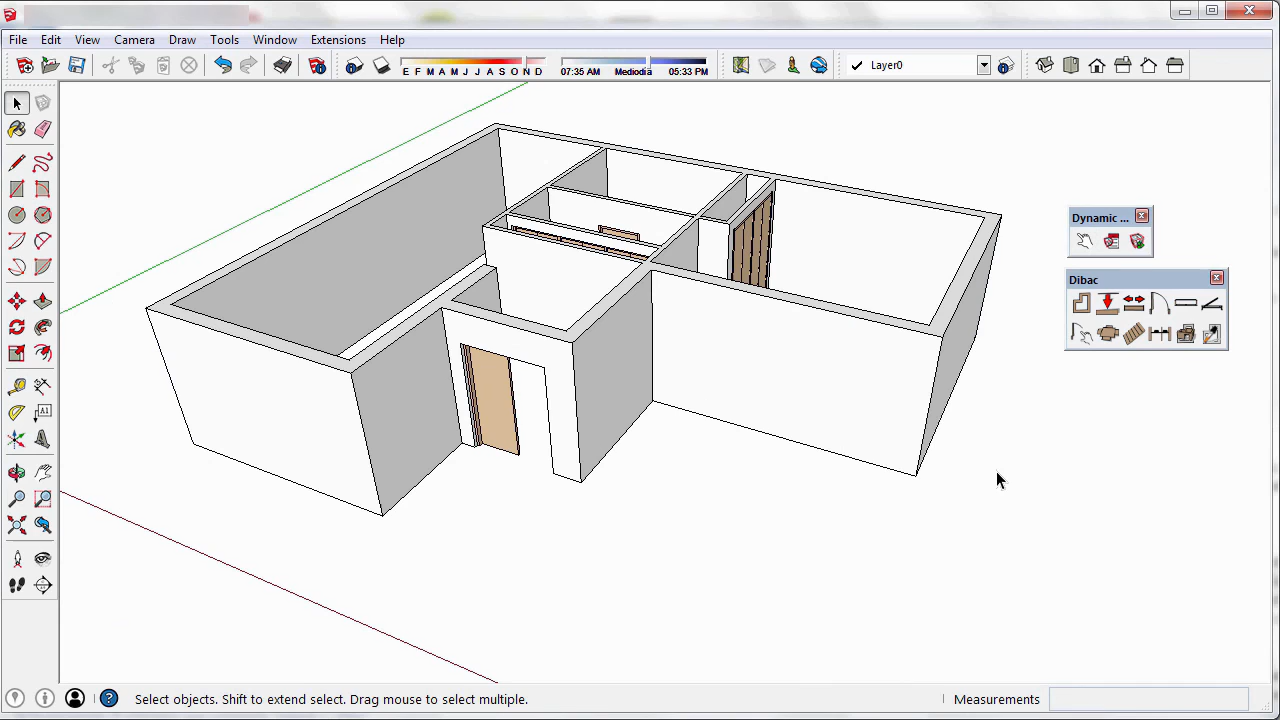 File Edit View Camera Draw Tools Window Extensions Help
E F M A M J J A S O N D
07:35 AM Mediodía 05:33 PM
Layer0
A1
Dynamic ...
Dibac
Select objects. Shift to extend select. Drag mouse to select multiple.
Measurements